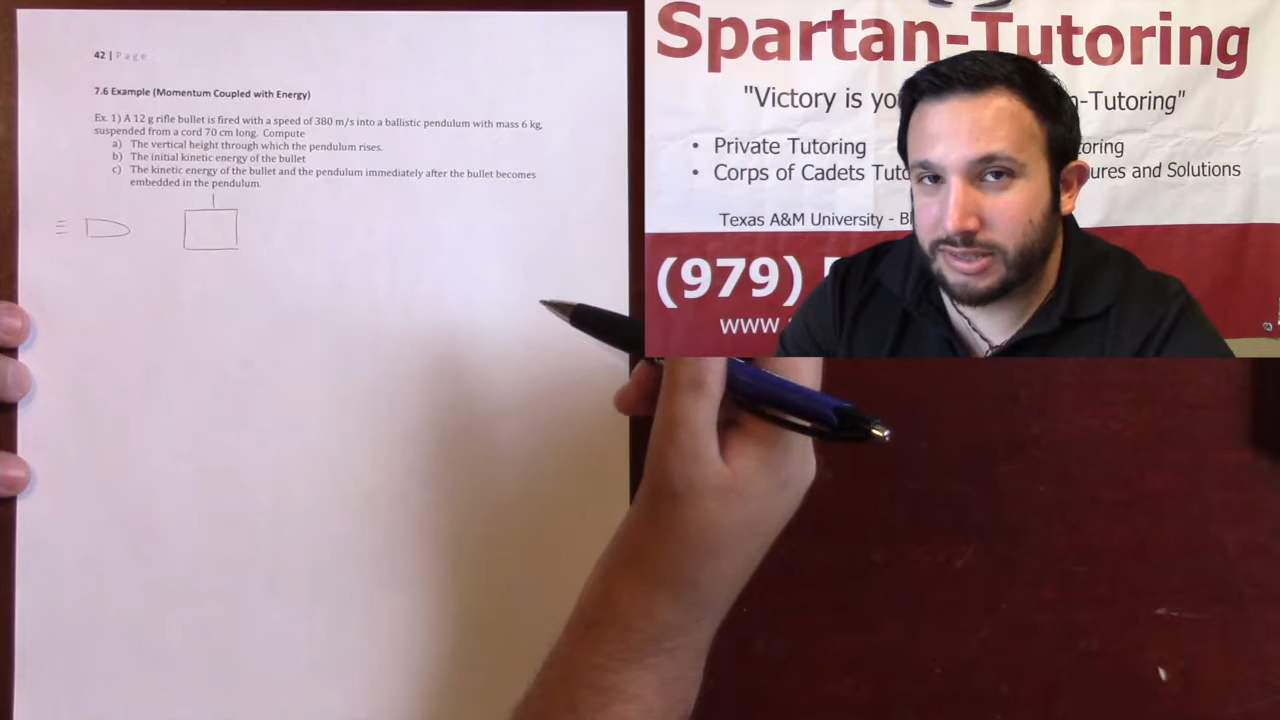 42 | Page
7.6 Example (Momentum Coupled with Energy)
Ex. 1) A 12 g rifle bullet is fired with a speed of 380 m/s into a ballistic pendulum with mass 6 kg,
suspended from a cord 70 cm long. Compute
a) The vertical height through which the pendulum rises.
b) The initial kinetic energy of the bullet
c) The kinetic energy of the bullet and the pendulum immediately after the bullet becomes
embedded in the pendulum.
Spartan-Tutoring
"Victory is n-Tutoring"
• Private Tutoring
• Corps of Cadets and Solutions
Texas A&M University -
(979)
www.